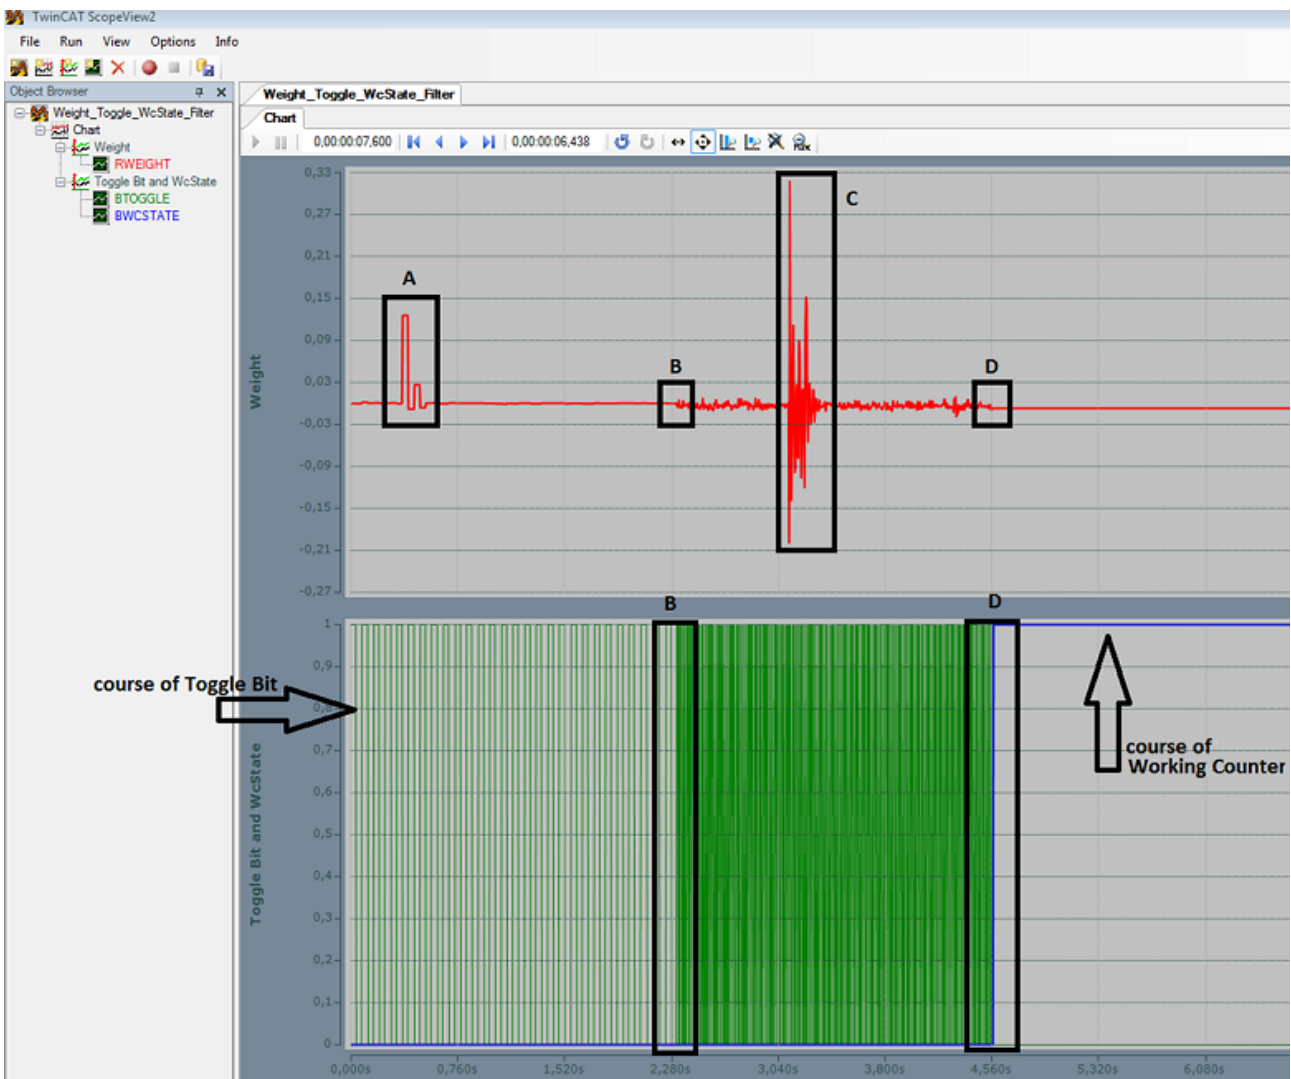 TwinCAT ScopeView2
File Run View Options Info
Object Browser
Weight_Toggle_WcState_Filter
Chart
Weight
RWEIGHT
Toggle Bit and WcState
BTOGGLE
BWCSTATE
Weight_Toggle_WcState_Filter
Chart
0,00:00:07,600 0,00:00:06,438
0,33
0,27
0,21
0,15
0,09
0,03
-0,03
-0,09
-0,15
-0,21
-0,27
Weight
A
B
C
D
B
D
1
0,9
0,8
0,7
0,6
0,5
0,4
0,3
0,2
0,1
0
Toggle Bit and WcState
course of Toggle Bit
course of
Working Counter
0,000s 0,760s 1,520s 2,280s 3,040s 3,800s 4,560s 5,320s 6,080s